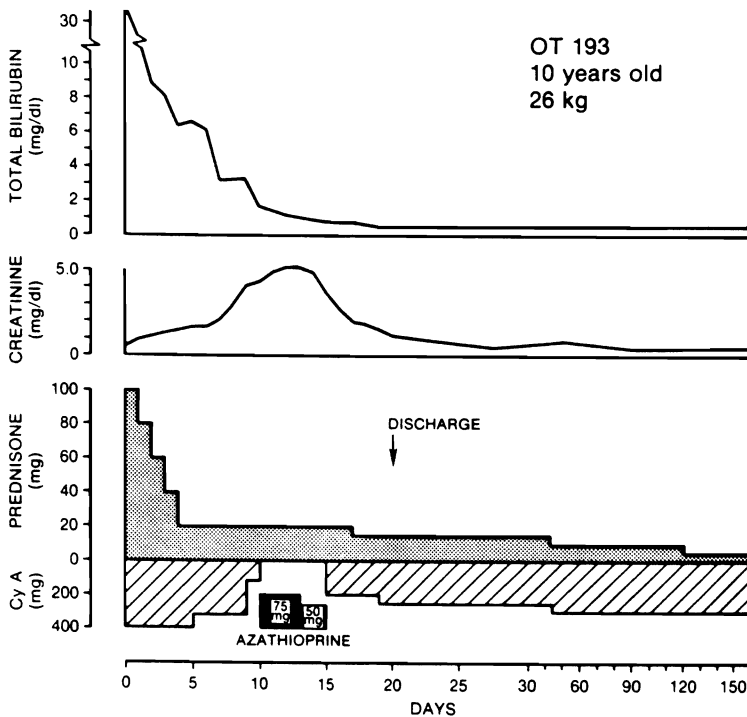 OT 193
10 years old
26 kg
TOTAL BILIRUBIN
(mg/dl)
30
10
8
6
4
2
0
CREATININE
(mg/dl)
5.0
0
PREDNISONE
(mg)
100
80
60
40
20
0
DISCHARGE
Cy A
(mg)
200
400
75
mg
50
mg
AZATHIOPRINE
0 5 10 15 20 25 30 60 90 120 150
DAYS